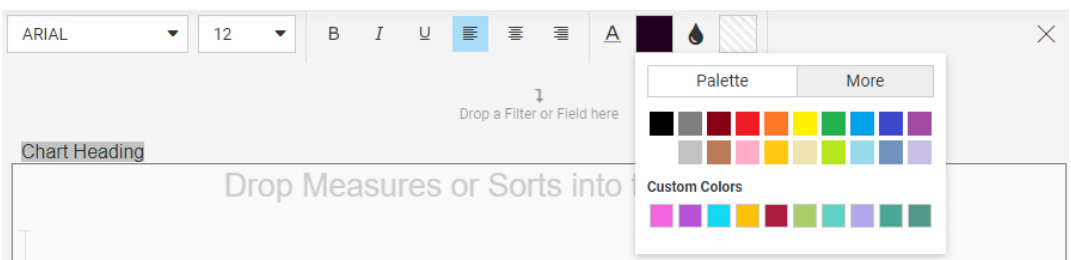 ARIAL 12 B I U A
Palette More
Drop a Filter or Field here
Chart Heading
Drop Measures or Sorts into
Custom Colors